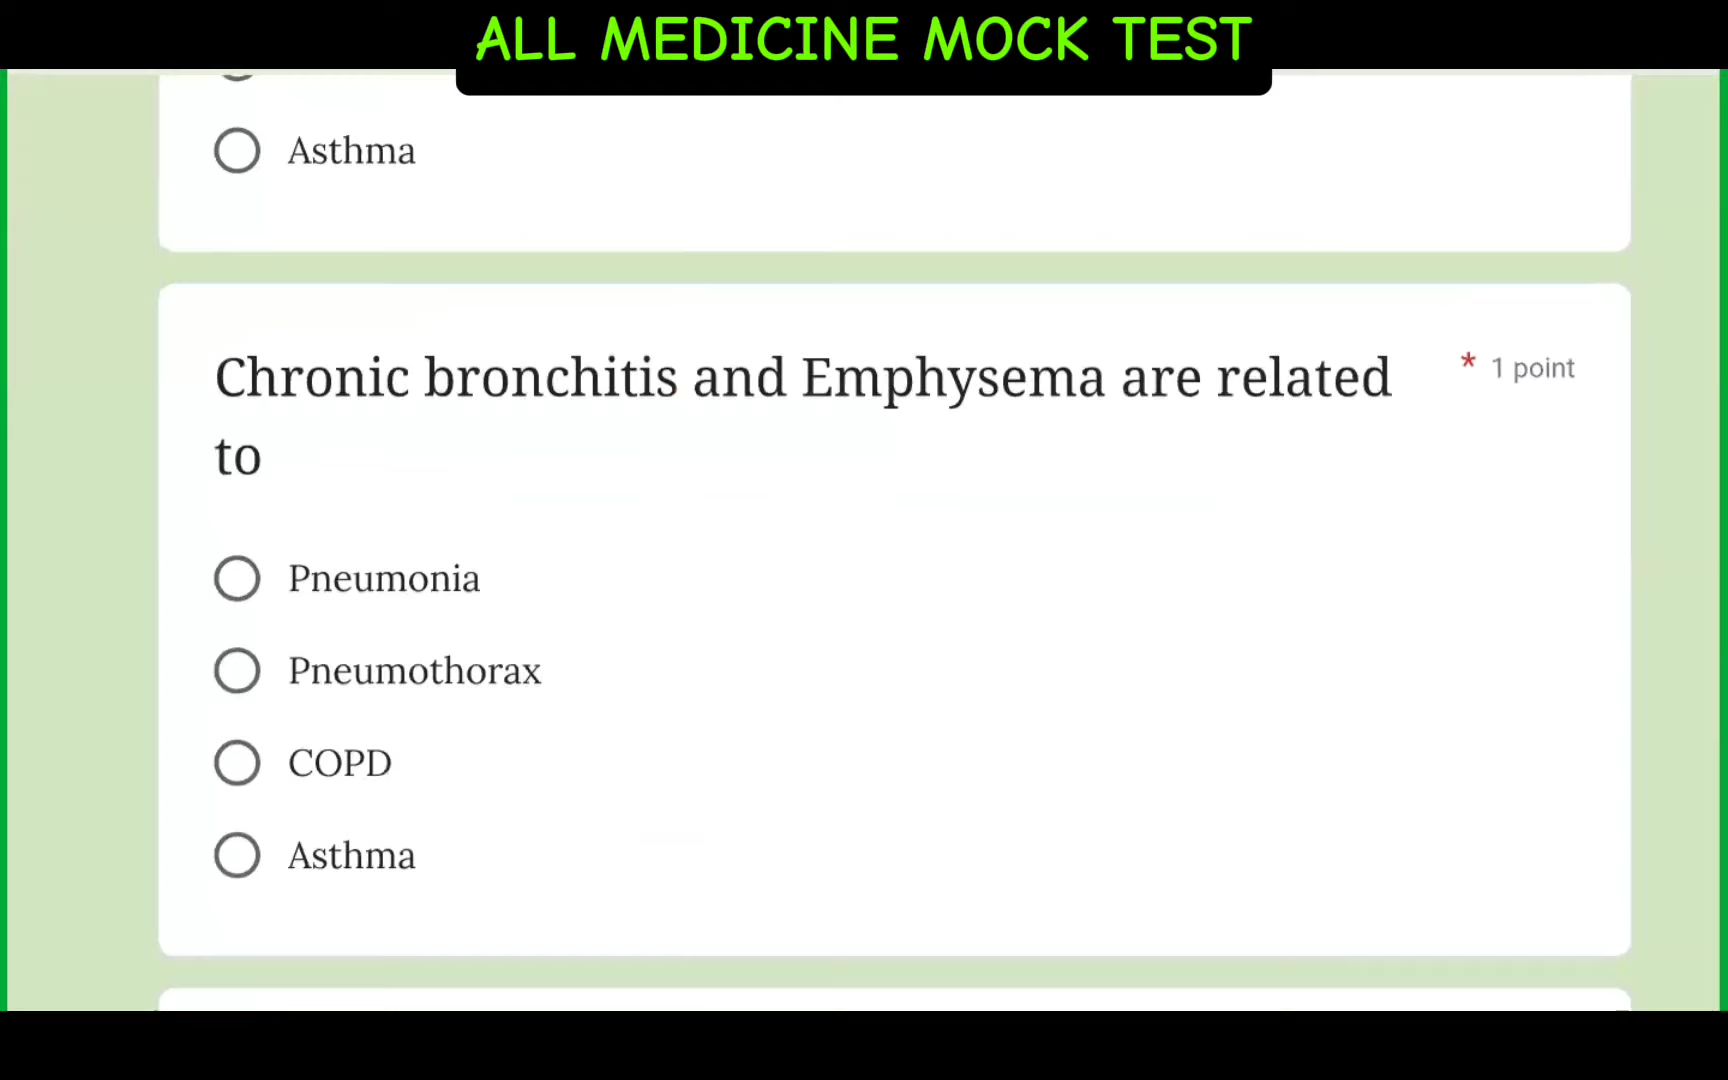 ALL MEDICINE MOCK TEST
Asthma
Chronic bronchitis and Emphysema are related
to
* 1 point
Pneumonia
Pneumothorax
COPD
Asthma